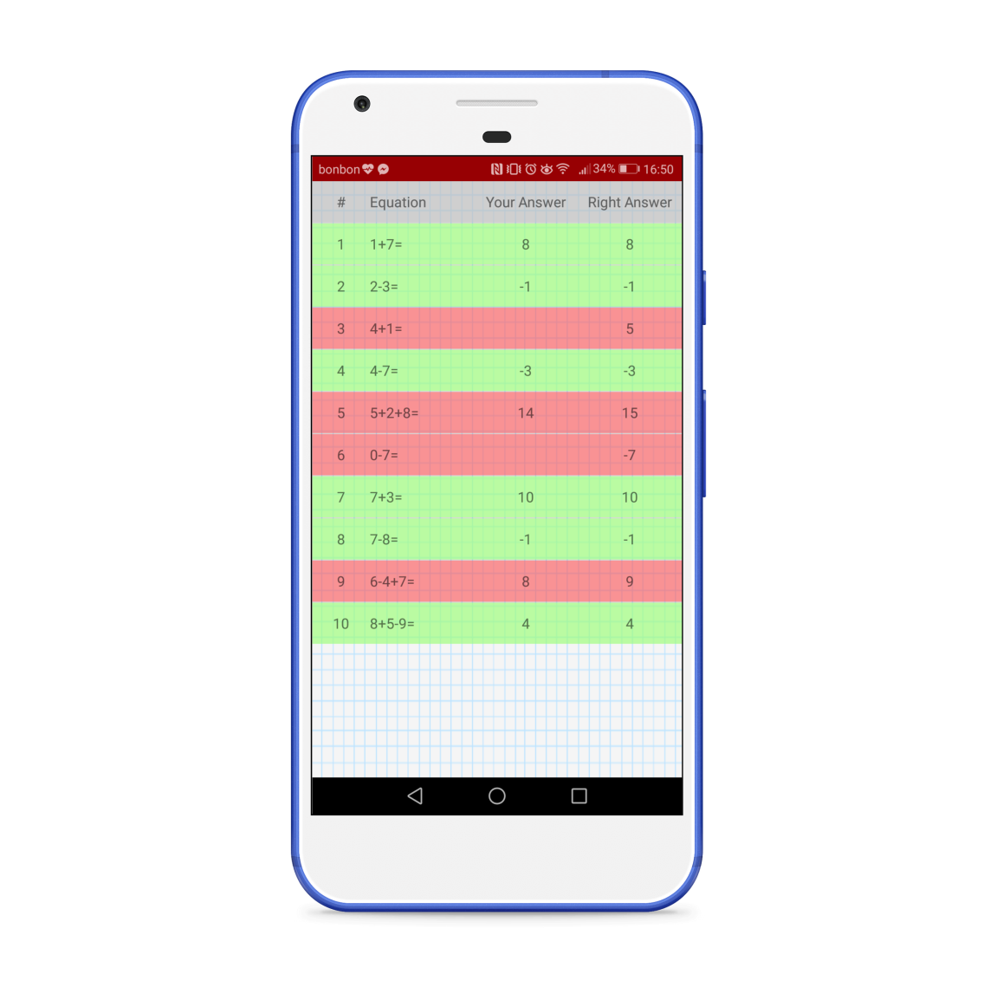 bonbon 34% 16:50
# Equation Your Answer Right Answer
1 1+7= 8 8
2 2-3= -1 -1
3 4+1= 5
4 4-7= -3 -3
5 5+2+8= 14 15
6 0-7= -7
7 7+3= 10 10
8 7-8= -1 -1
9 6-4+7= 8 9
10 8+5-9= 4 4